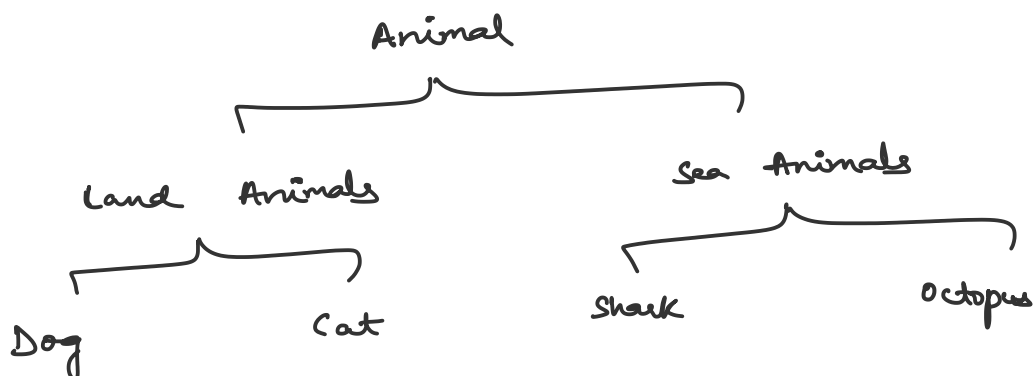 Animal
Land Animals
Sea Animals
Dog
Cat
Shark
Octopus